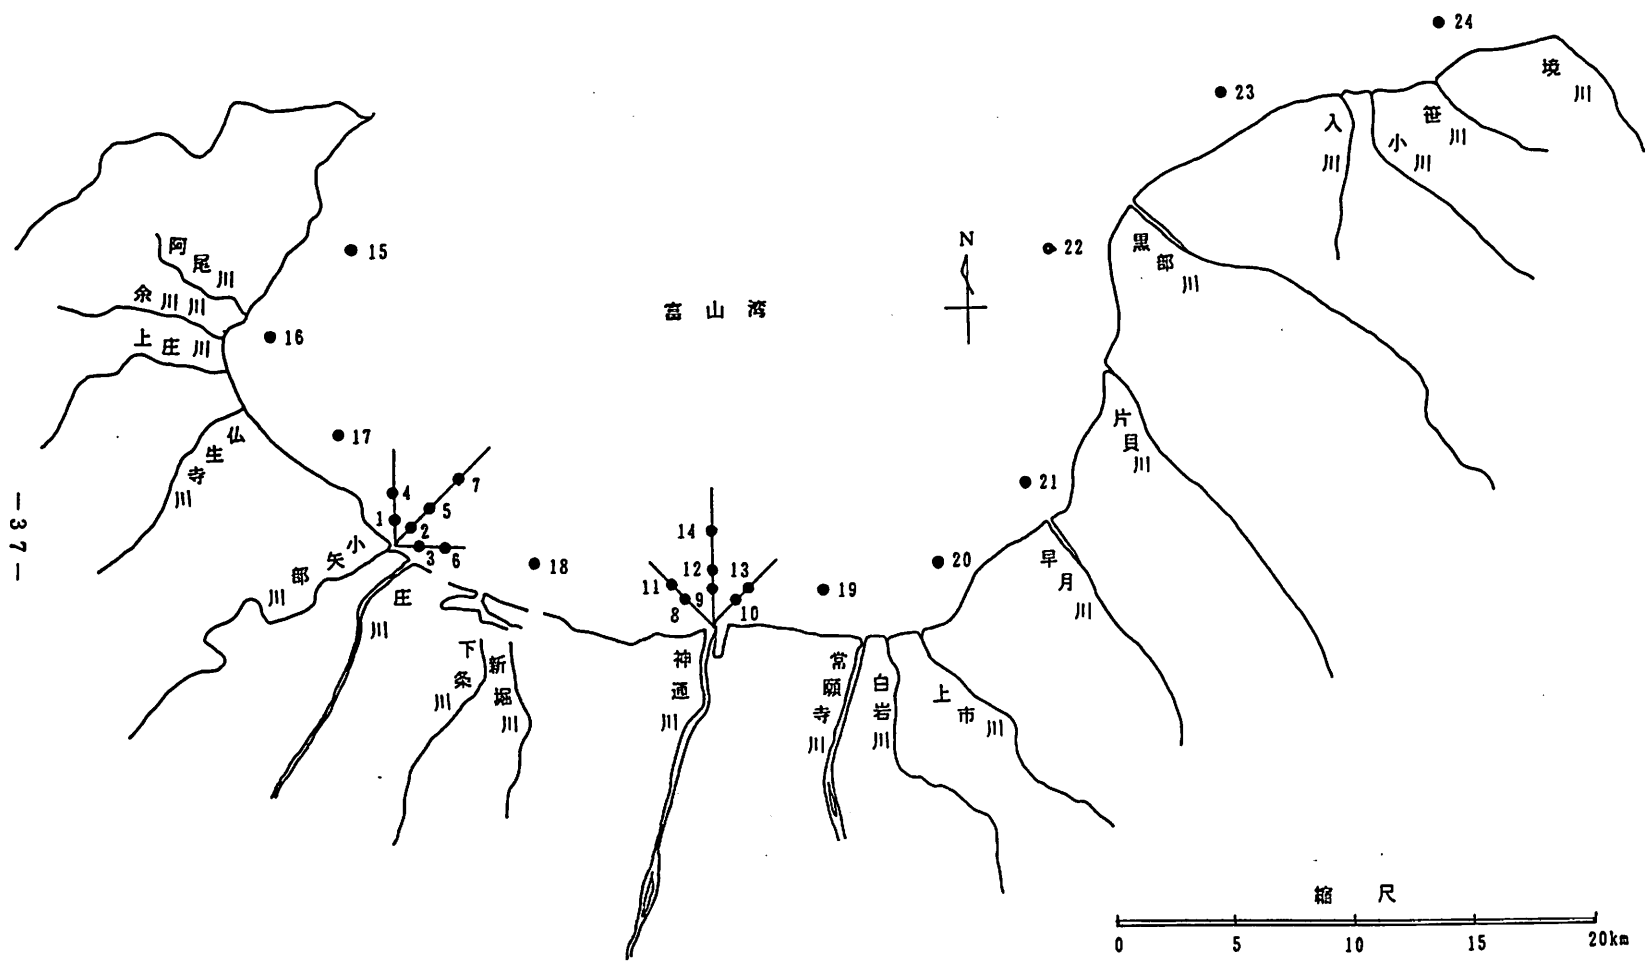 24
境川
23
笹川
入川
小川
N
黒部川
22
富山湾
阿尾川
15
余川川
16
上庄川
仏生寺川
17
片貝川
21
4
7
1
5
2
3
6
小矢部川
庄川
18
下条川
新堀川
14
11
12
13
8
9
10
神通川
19
20
早月川
常願寺川
白岩川
上市川
縮尺
0
5
10
15
20km
—37—